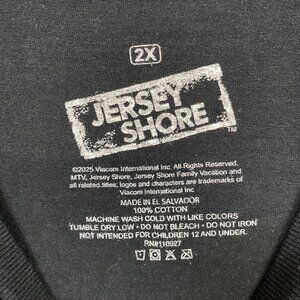 2X
JERSEY
SHORE
TM
©2025 Viacom International Inc. All Rights Reserved.
MTV, Jersey Shore, Jersey Shore Family Vacation and
all related titles, logos and characters are trademarks of
Viacom International Inc
MADE IN EL SALVADOR
100% COTTON
MACHINE WASH COLD WITH LIKE COLORS
TUMBLE DRY LOW - DO NOT BLEACH - DO NOT IRON
NOT INTENDED FOR CHILDREN 12 AND UNDER.
RN#110927